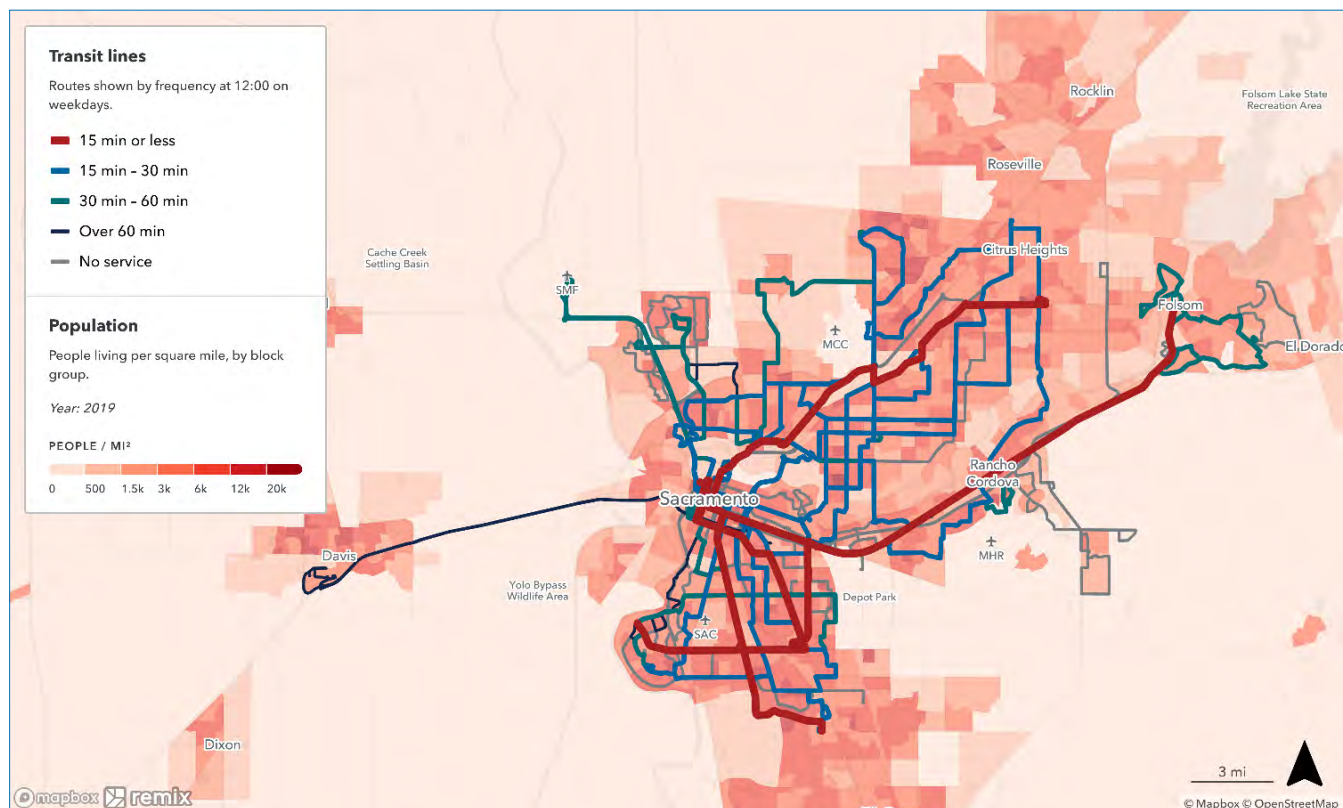 Transit lines
Routes shown by frequency at 12:00 on
weekdays.
15 min or less
15 min – 30 min
30 min – 60 min
Over 60 min
No service
Population
People living per square mile, by block
group.
Year: 2019
PEOPLE / MI²
0 500 1.5k 3k 6k 12k 20k
Rocklin
Folsom Lake State
Recreation Area
Roseville
Cache Creek
Settling Basin
Citrus Heights
SMF
Folsom
MCC
El Dorado
Rancho
Cordova
Sacramento
Davis
MHR
Yolo Bypass
Wildlife Area
Depot Park
SAC
Dixon
3 mi
mapbox remix
© Mapbox © OpenStreetMap